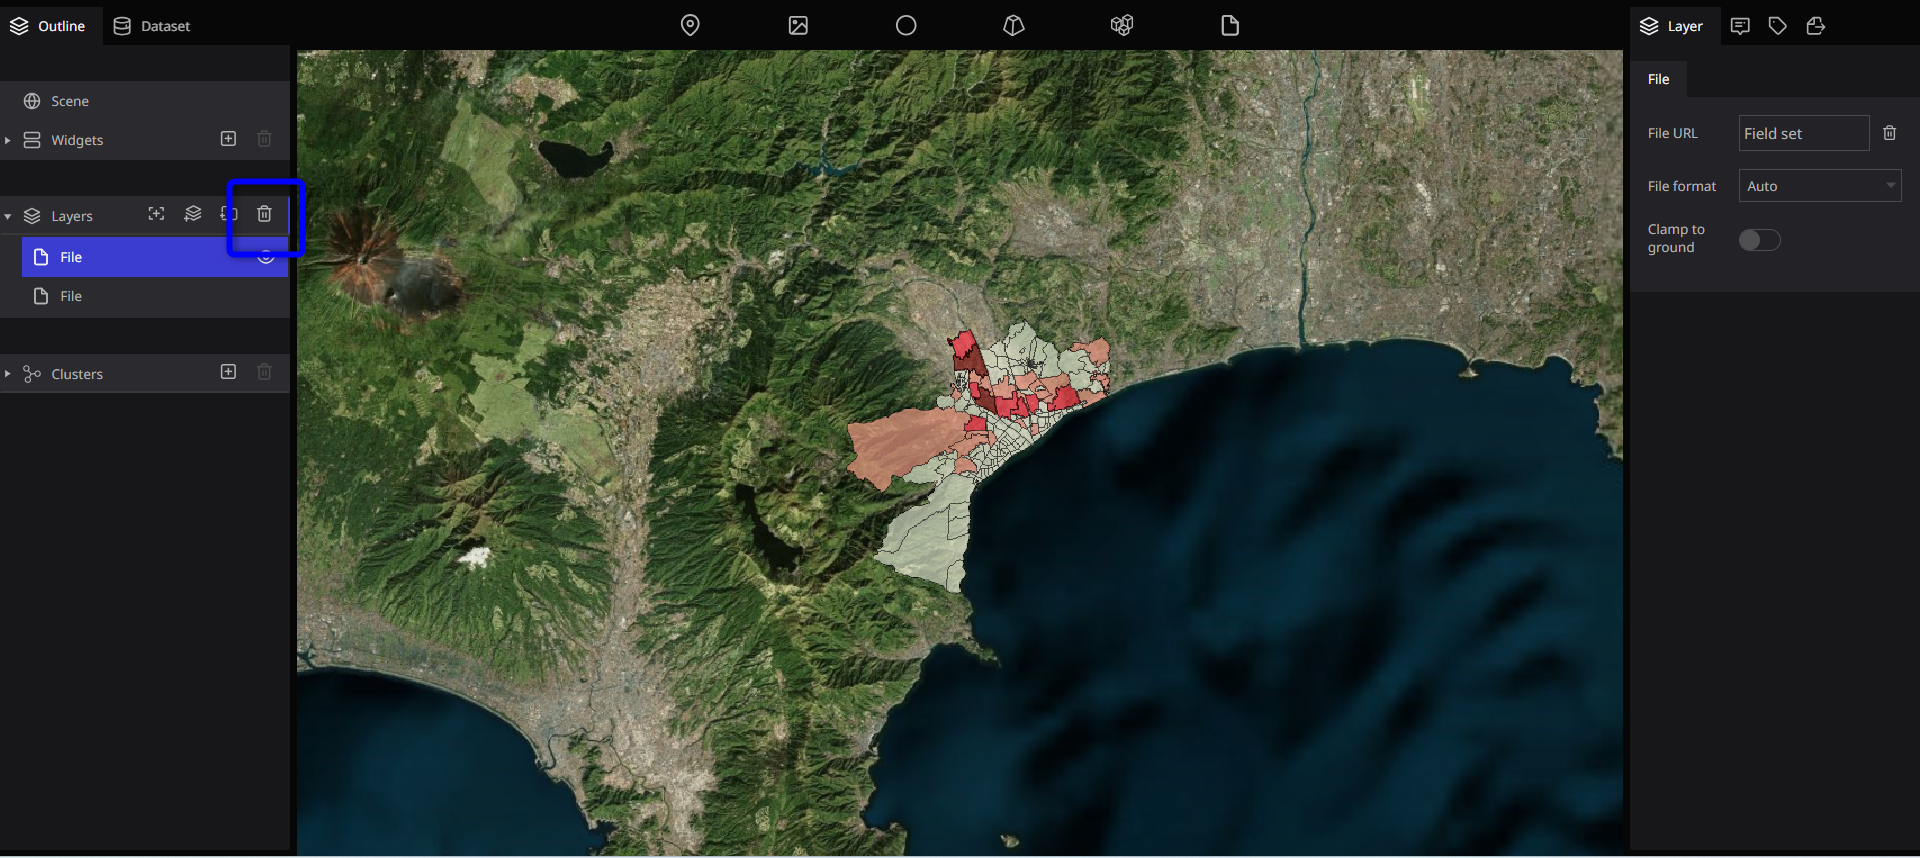 Outline
Dataset
Layer
Scene
Widgets
Layers
File
File
Clusters
File
File URL
Field set
File format
Auto
Clamp to
ground